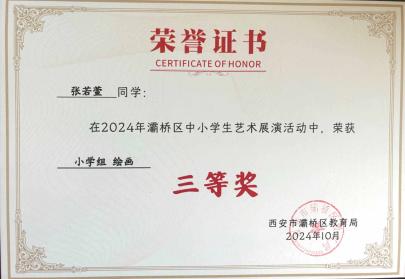 荣誉证书
CERTIFICATE OF HONOR
张若萱 同学:
在2024年灞桥区中小学生艺术展演活动中，荣获
小学组 绘画
三等奖
西安市灞桥区教育局
2024年10月